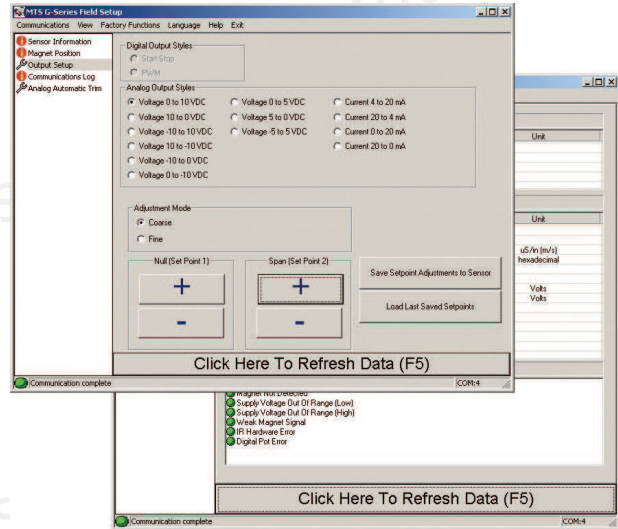 MTS G-Series Field Setup
Communications View Factory Functions Language Help Exit
Sensor Information
Magnet Position
Output Setup
Communications Log
Analog Automatic Trim
Digital Output Styles
Start-Stop
PWM
Analog Output Styles
Voltage 0 to 10 VDC
Voltage 10 to 0 VDC
Voltage -10 to 10 VDC
Voltage 10 to -10 VDC
Voltage -10 to 0 VDC
Voltage 0 to -10 VDC
Voltage 0 to 5 VDC
Voltage 5 to 0 VDC
Voltage -5 to 5 VDC
Current 4 to 20 mA
Current 20 to 4 mA
Current 0 to 20 mA
Current 20 to 0 mA
Adjustment Mode
Coarse
Fine
Null (Set Point 1)
+
-
Span (Set Point 2)
+
-
Save Setpoint Adjustments to Sensor
Load Last Saved Setpoints
Click Here To Refresh Data (F5)
Communication complete
COM:4
Unit
Unit
uS/in (m/s)
hexadecimal
Volts
Volts
Magnet Not Detected
Supply Voltage Out Of Range (Low)
Supply Voltage Out Of Range (High)
Weak Magnet Signal
IR Hardware Error
Digital Pot Error
Click Here To Refresh Data (F5)
Communication complete
COM:4